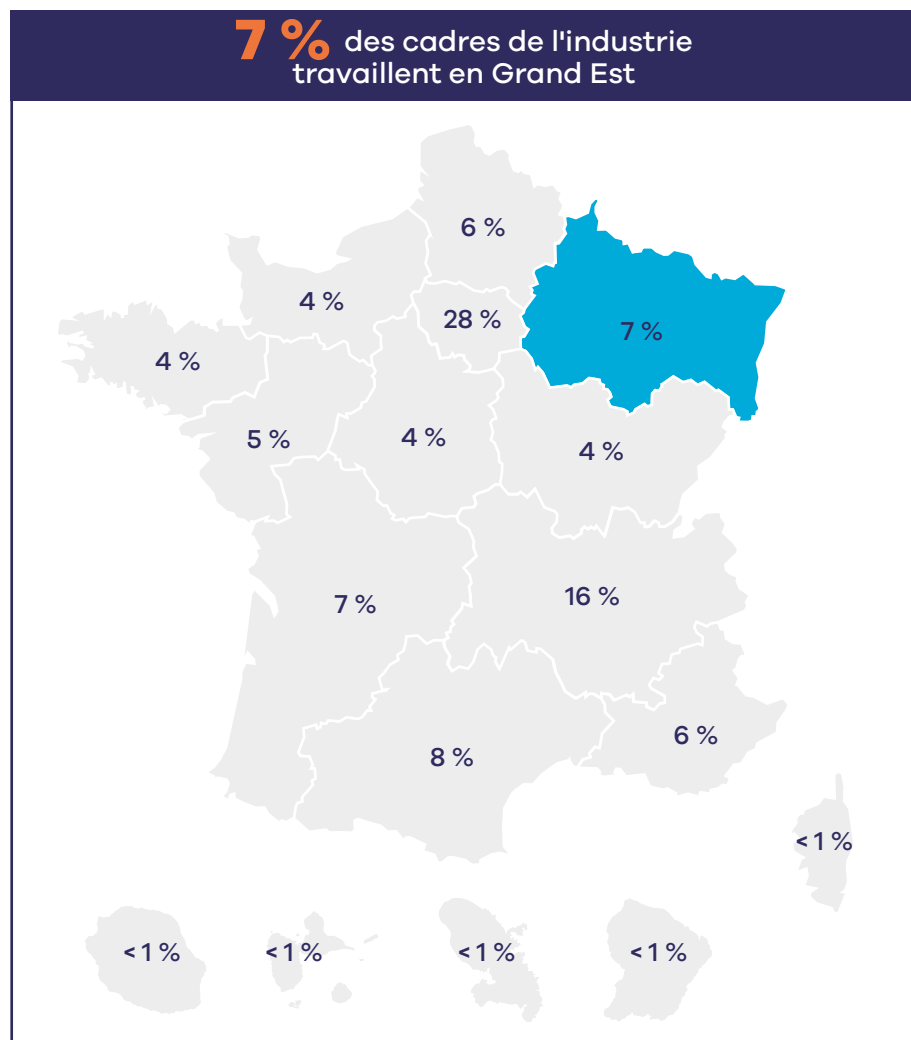 7 % des cadres de l'industrie
travaillent en Grand Est
6 %
4 %
28 %
7 %
4 %
5 %
4 %
4 %
7 %
16 %
6 %
8 %
< 1 %
< 1 %
< 1 %
< 1 %
< 1 %